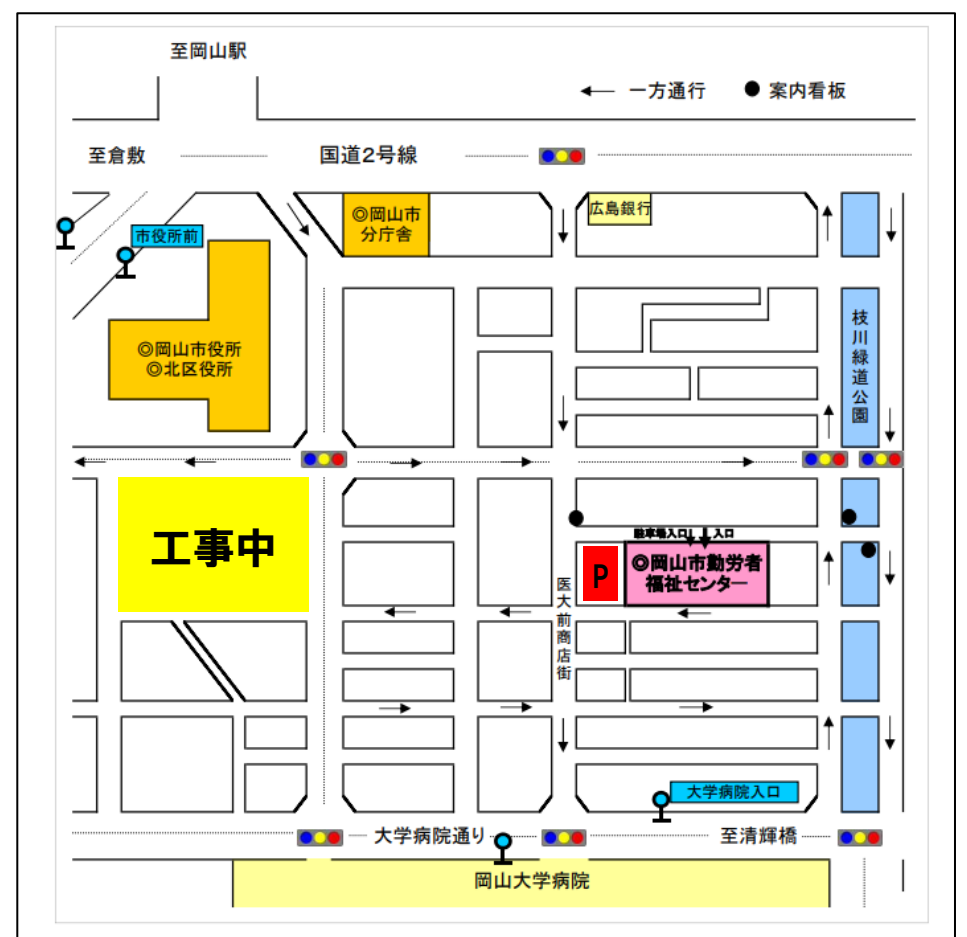 至岡山駅
← 一方通行 ● 案内看板
至倉敷
国道2号線
◎岡山市
分庁舎
広島銀行
市役所前
◎岡山市役所
◎北区役所
枝川緑道公園
工事中
駐車場入口 入口
P
◎岡山市勤労者
福祉センター
医大前商店街
大学病院入口
大学病院通り
至清輝橋
岡山大学病院